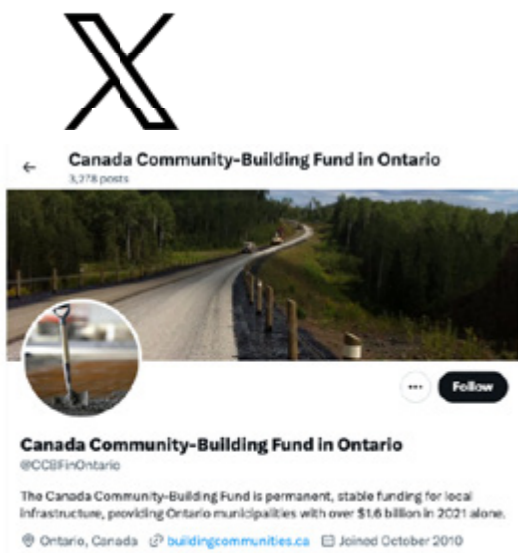 X
Canada Community-Building Fund in Ontario
3,278 posts
Follow
Canada Community-Building Fund in Ontario
@CCBFinOntario
The Canada Community-Building Fund is permanent, stable funding for local
infrastructure, providing Ontario municipalities with over $1.6 billion in 2021 alone.
Ontario, Canada buildingcommunities.ca Joined October 2010